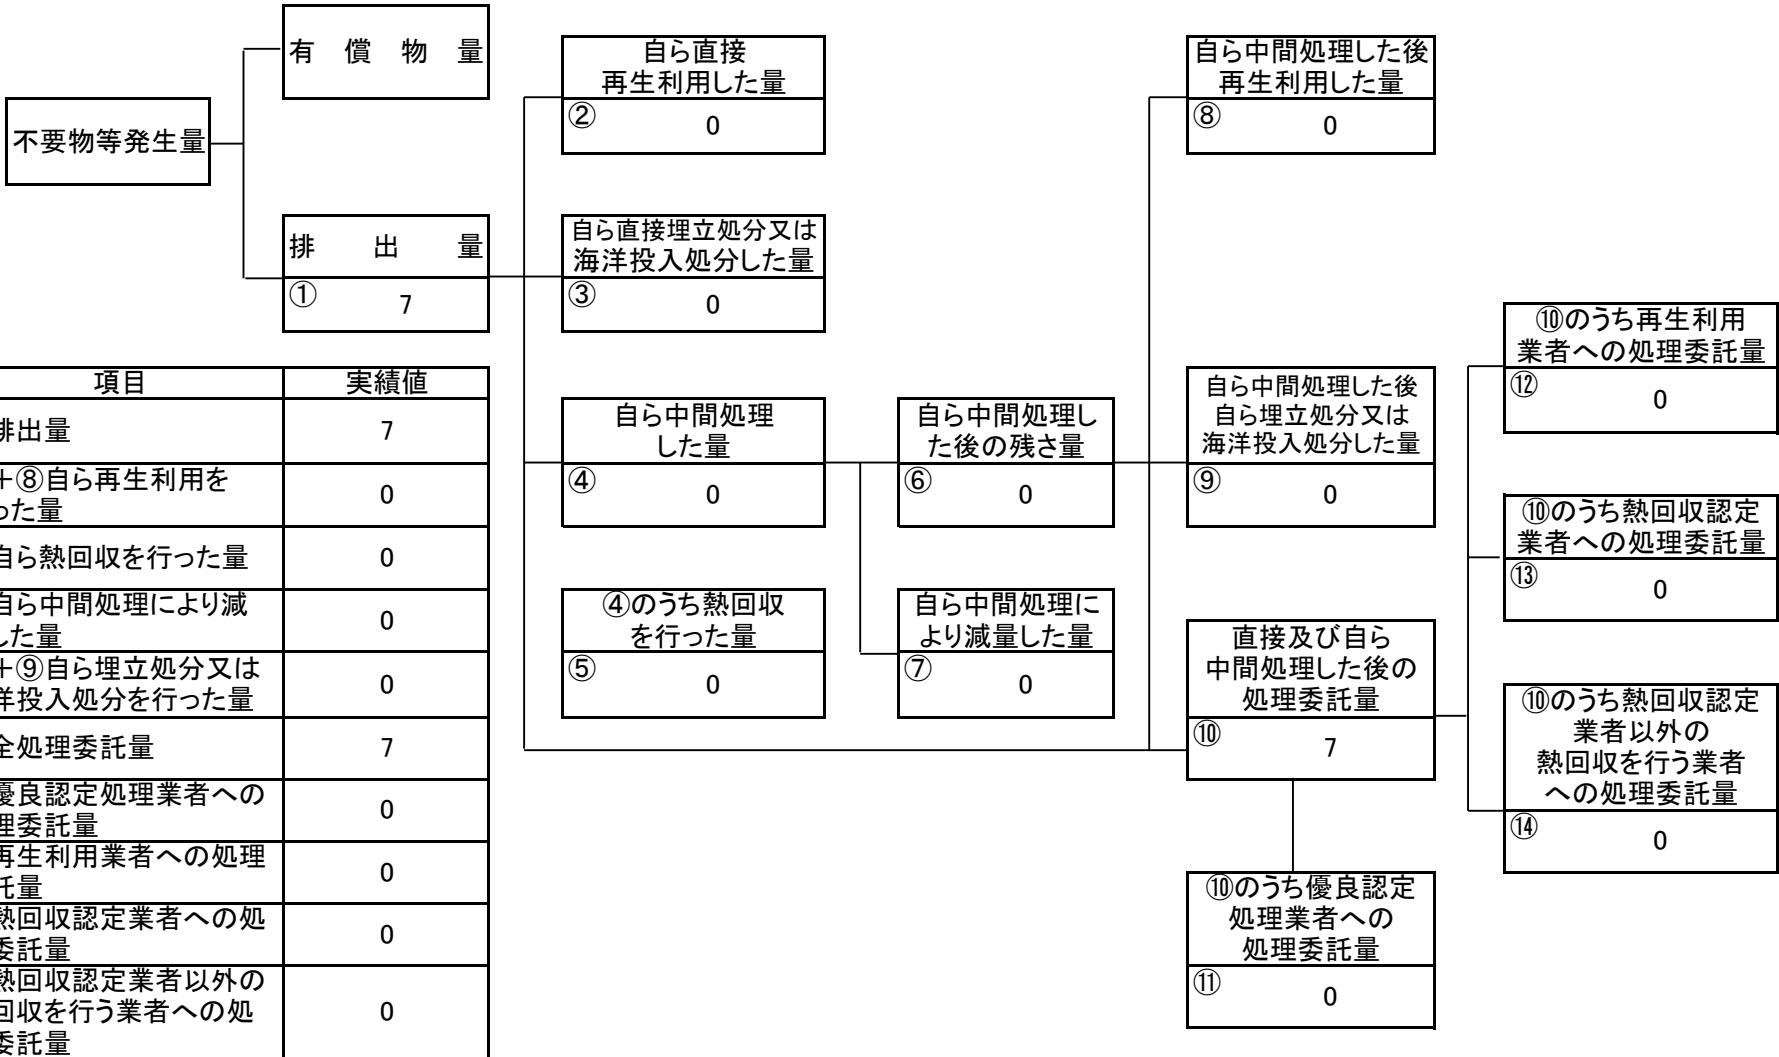 有償物量
不要物等発生量
排出量
① 7
自ら直接
再生利用した量
② 0
自ら直接埋立処分又は
海洋投入処分した量
③ 0
自ら中間処理
した量
④ 0
④のうち熱回収
を行った量
⑤ 0
自ら中間処理し
た後の残さ量
⑥ 0
自ら中間処理に
より減量した量
⑦ 0
自ら中間処理した後
再生利用した量
⑧ 0
自ら中間処理した後
自ら埋立処分又は
海洋投入処分した量
⑨ 0
直接及び自ら
中間処理した後の
処理委託量
⑩ 7
⑩のうち優良認定
処理業者への
処理委託量
⑪ 0
⑩のうち再生利用
業者への処理委託量
⑫ 0
⑩のうち熱回収認定
業者への処理委託量
⑬ 0
⑩のうち熱回収認定
業者以外の
熱回収を行う業者
への処理委託量
⑭ 0
項目 実績値
排出量 7
+⑧自ら再生利用を
った量 0
自ら熱回収を行った量 0
自ら中間処理により減
した量 0
+⑨自ら埋立処分又は
洋投入処分を行った量 0
全処理委託量 7
優良認定処理業者への
理委託量 0
再生利用業者への処理
託量 0
熱回収認定業者への処
委託量 0
熱回収認定業者以外の
回収を行う業者への処
委託量 0